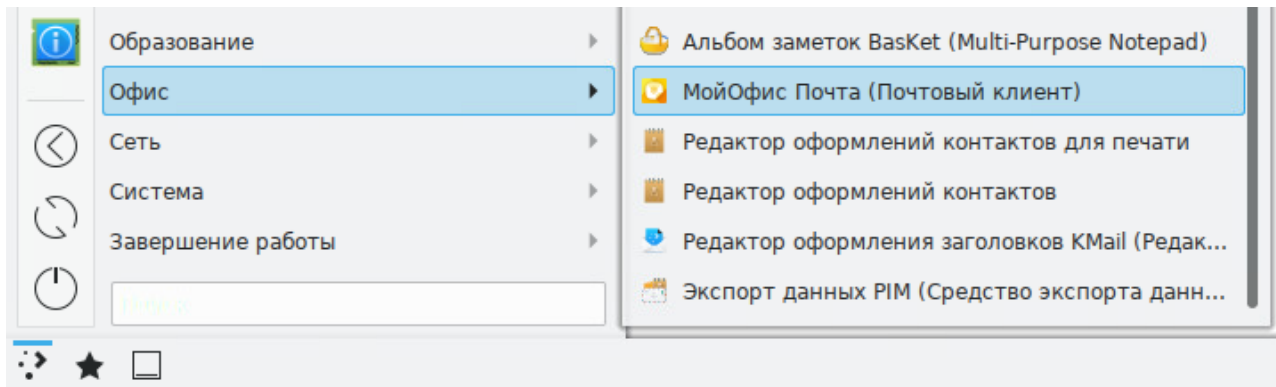 Образование
Офис
Сеть
Система
Завершение работы
Альбом заметок BasKet (Multi-Purpose Notepad)
МойОфис Почта (Почтовый клиент)
Редактор оформлений контактов для печати
Редактор оформлений контактов
Редактор оформления заголовков KMail (Редак...
Экспорт данных PIM (Средство экспорта данн...